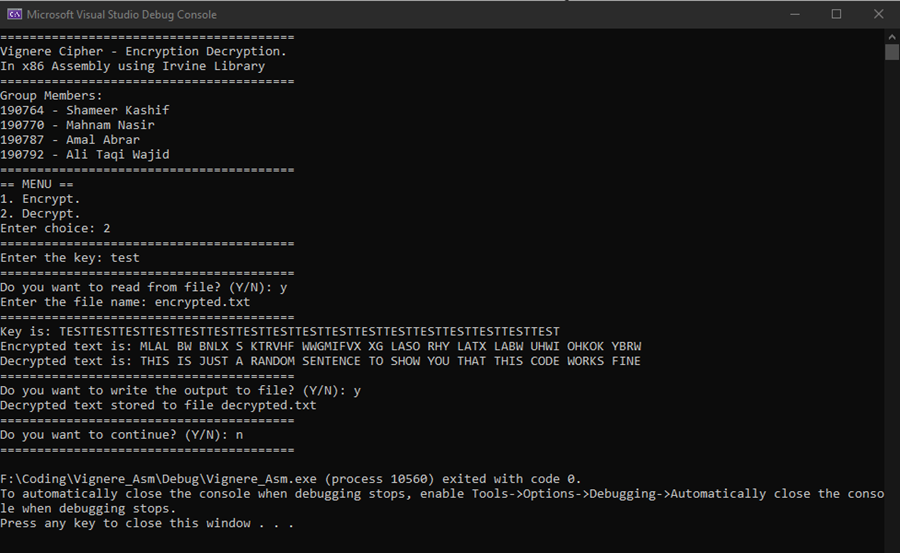 Microsoft Visual Studio Debug Console
========================================
Vignere Cipher - Encryption Decryption.
In x86 Assembly using Irvine Library
========================================
Group Members:
190764 - Shameer Kashif
190770 - Mahnam Nasir
190787 - Amal Abrar
190792 - Ali Taqi Wajid
========================================
== MENU ==
1. Encrypt.
2. Decrypt.
Enter choice: 2
========================================
Enter the key: test
========================================
Do you want to read from file? (Y/N): y
Enter the file name: encrypted.txt
========================================
Key is: TESTTESTTESTTESTTESTTESTTESTTESTTESTTESTTESTTESTTESTTESTTESTTESTTEST
Encrypted text is: MLAL BW BNLX S KTRVHF WWGMIFVX XG LASO RHY LATX LABW UHWI OHKOK YBRW
Decrypted text is: THIS IS JUST A RANDOM SENTENCE TO SHOW YOU THAT THIS CODE WORKS FINE
========================================
Do you want to write the output to file? (Y/N): y
Decrypted text stored to file decrypted.txt
========================================
Do you want to continue? (Y/N): n
========================================
F:\Coding\Vignere_Asm\Debug\Vignere_Asm.exe (process 10560) exited with code 0.
To automatically close the console when debugging stops, enable Tools->Options->Debugging->Automatically close the conso
le when debugging stops.
Press any key to close this window . . .